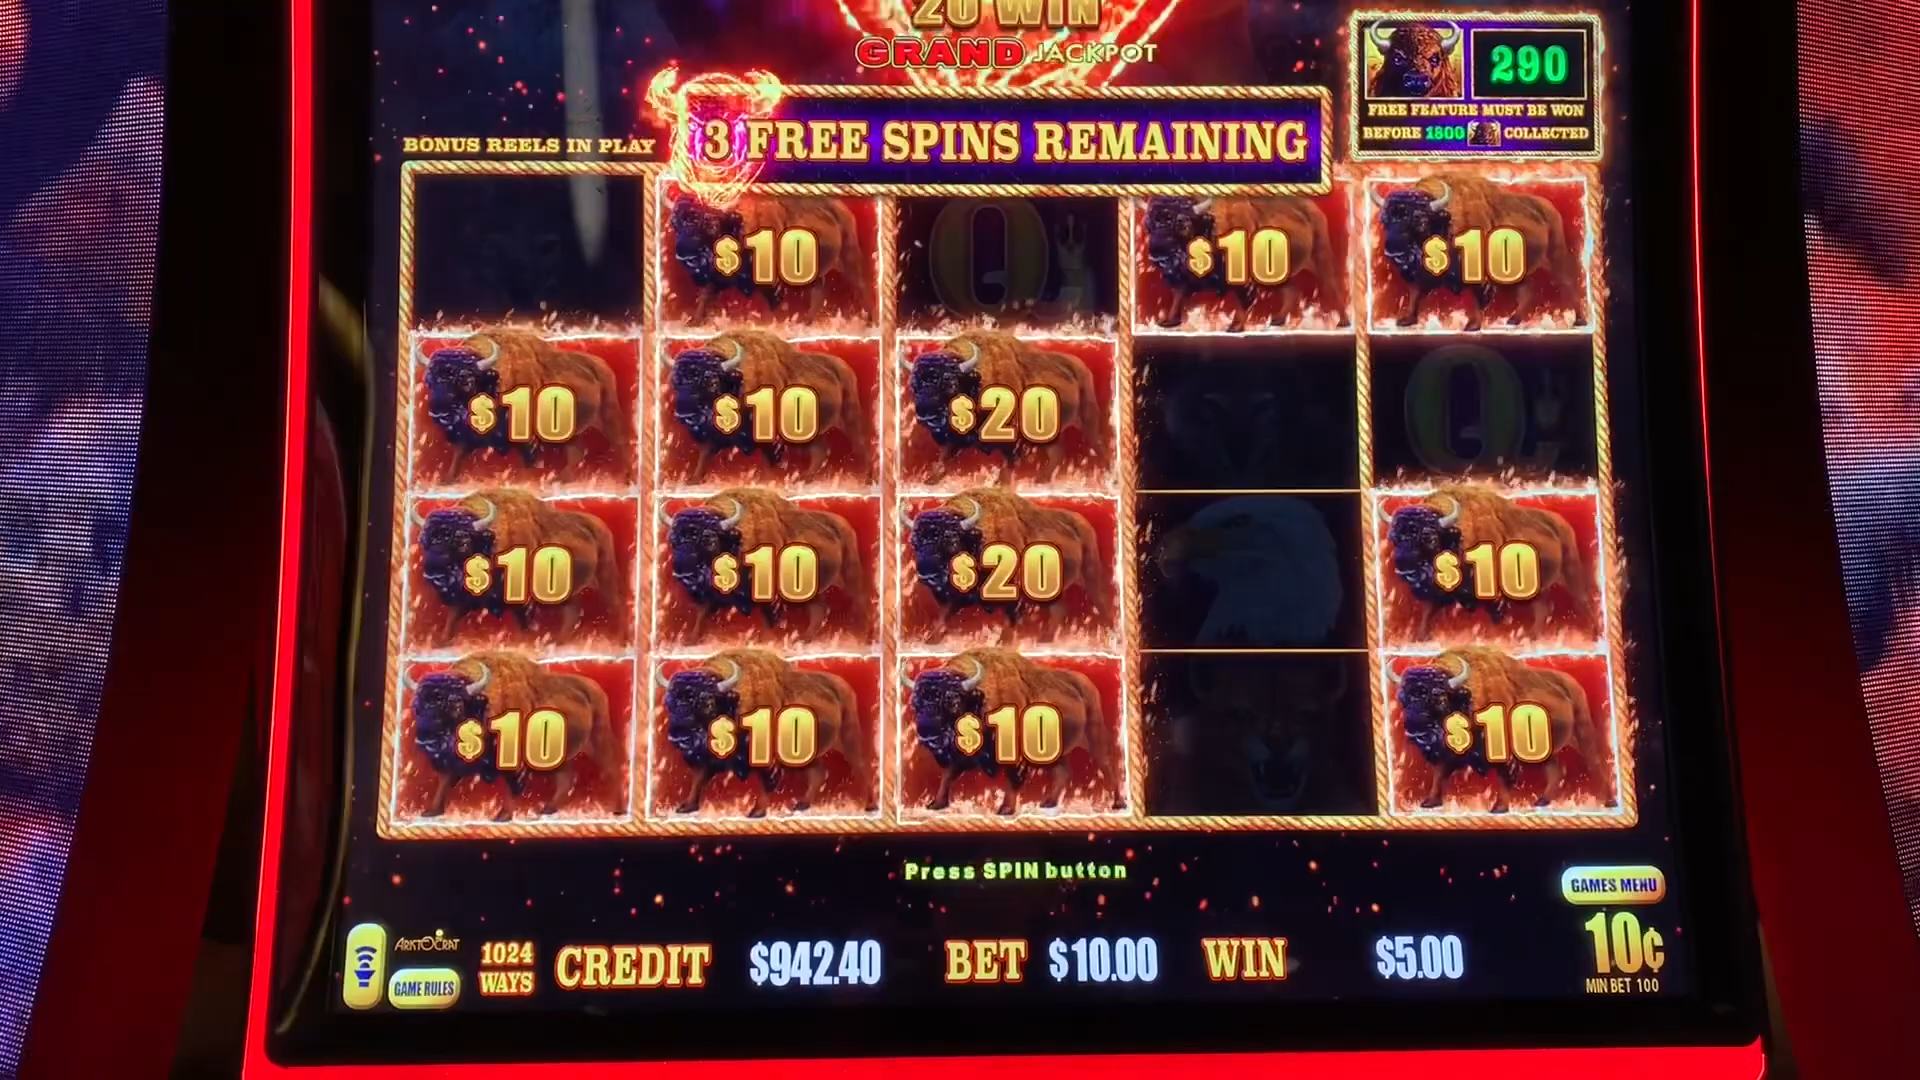 20 WIN
GRAND JACKPOT
290
FREE FEATURE MUST BE WON
BEFORE 1800 COLLECTED
BONUS REELS IN PLAY
3 FREE SPINS REMAINING
Q
$10
$10
$10
$10
$10
$20
Q
$10
$10
$20
$10
$10
$10
$10
$10
Press SPIN button
GAMES MENU
ARISTOCRAT
GAME RULES
1024
WAYS
CREDIT $942.40 BET $10.00 WIN $5.00
10¢
MIN BET 100